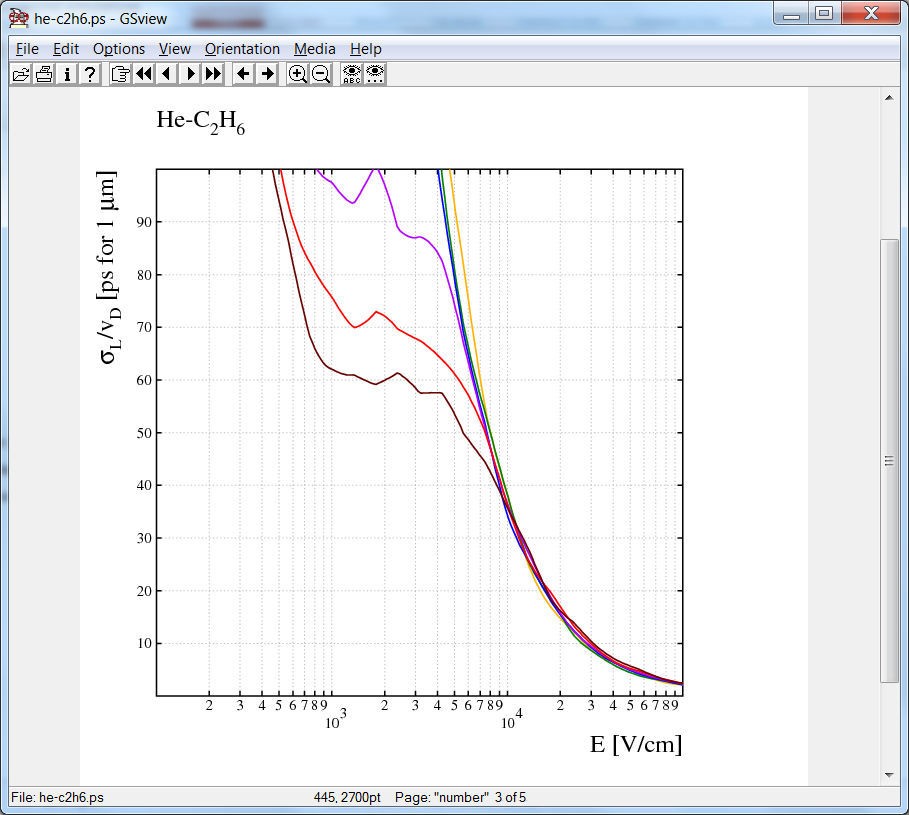 he-c2h6.ps - GSview
File Edit Options View Orientation Media Help
ABC
He-C2H6
σL/vD [ps for 1 μm]
90
80
70
60
50
40
30
20
10
2 3 4 5 6 7 8 9 2 3 4 5 6 7 8 9 2 3 4 5 6 7 8 9
10^3 10^4
E [V/cm]
File: he-c2h6.ps 445, 2700pt Page: "number" 3 of 5